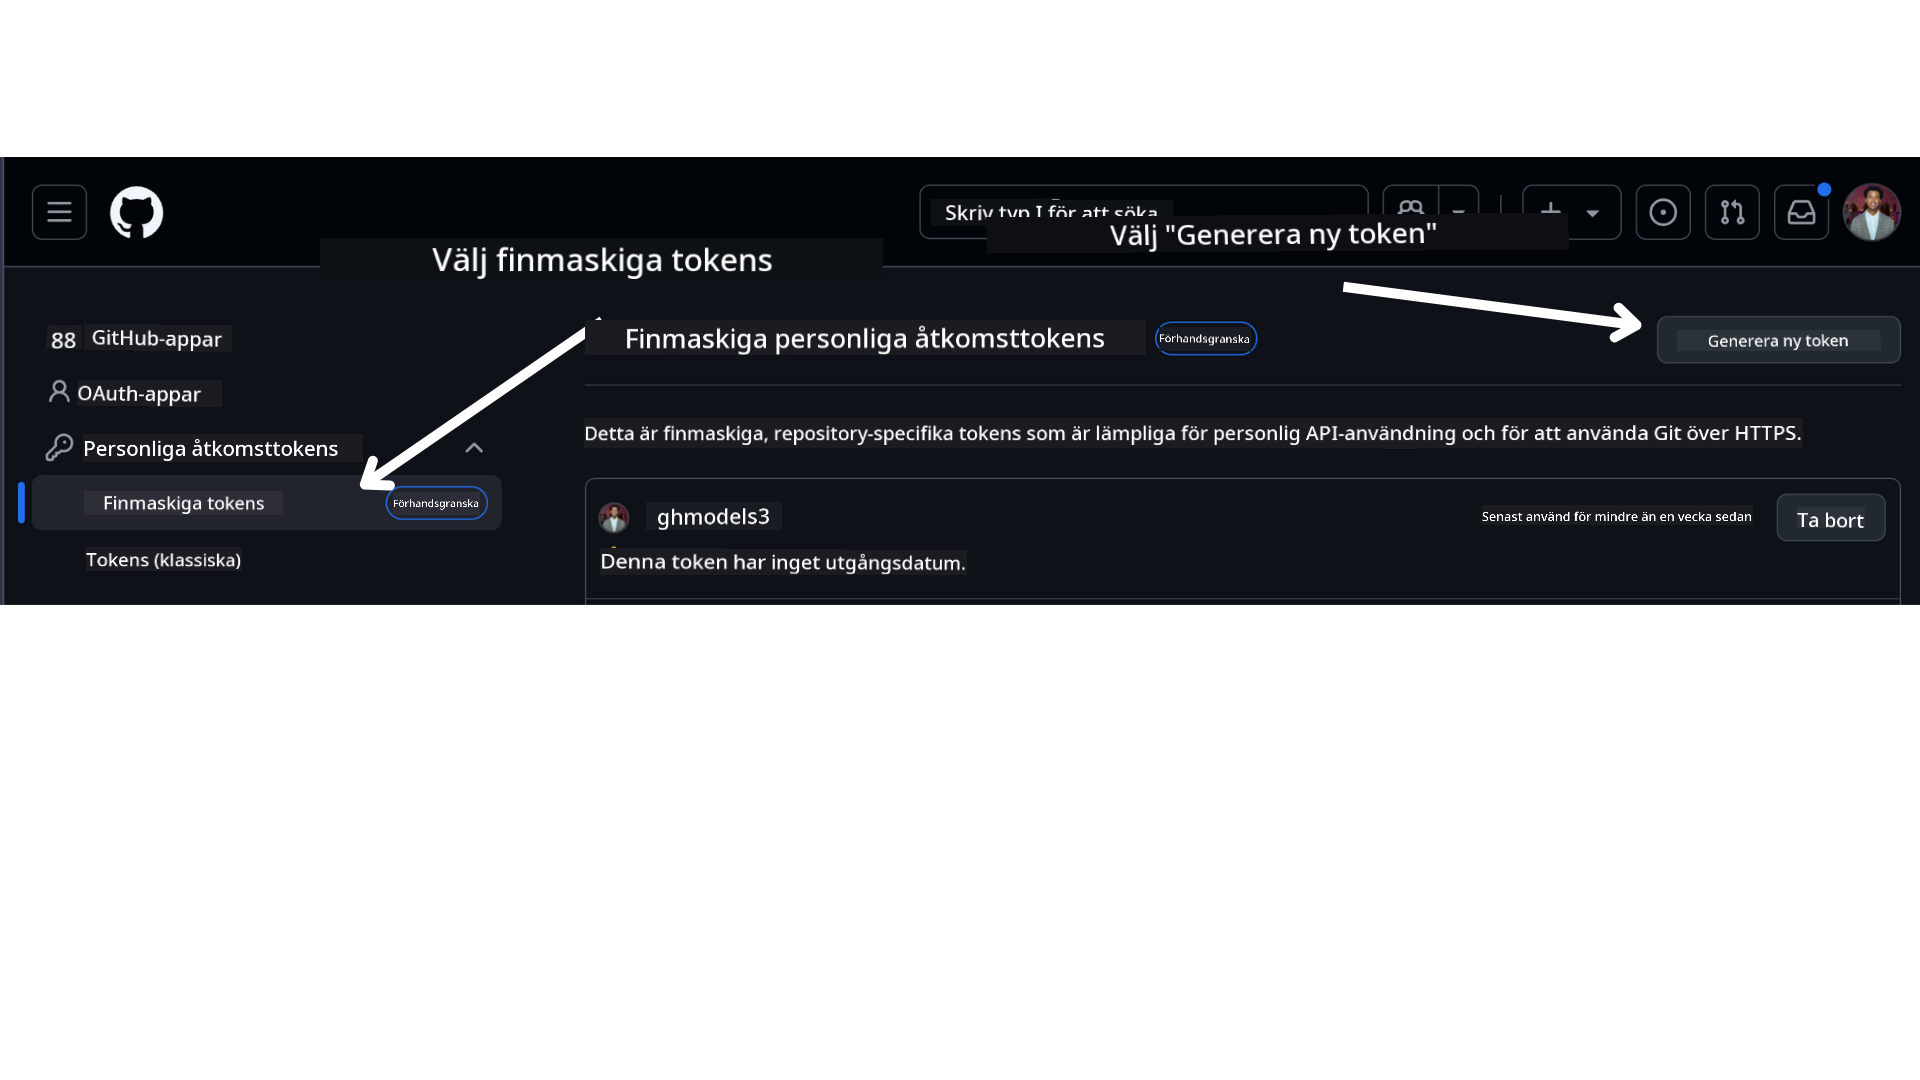 Skriv typ I för att söka
Välj "Generera ny token"
Välj finmaskiga tokens
88 GitHub-appar
OAuth-appar
Personliga åtkomsttokens
Finmaskiga tokens Förhandsgranska
Tokens (klassiska)
Finmaskiga personliga åtkomsttokens Förhandsgranska
Generera ny token
Detta är finmaskiga, repository-specifika tokens som är lämpliga för personlig API-användning och för att använda Git över HTTPS.
ghmodels3
Senast använd för mindre än en vecka sedan
Ta bort
Denna token har inget utgångsdatum.